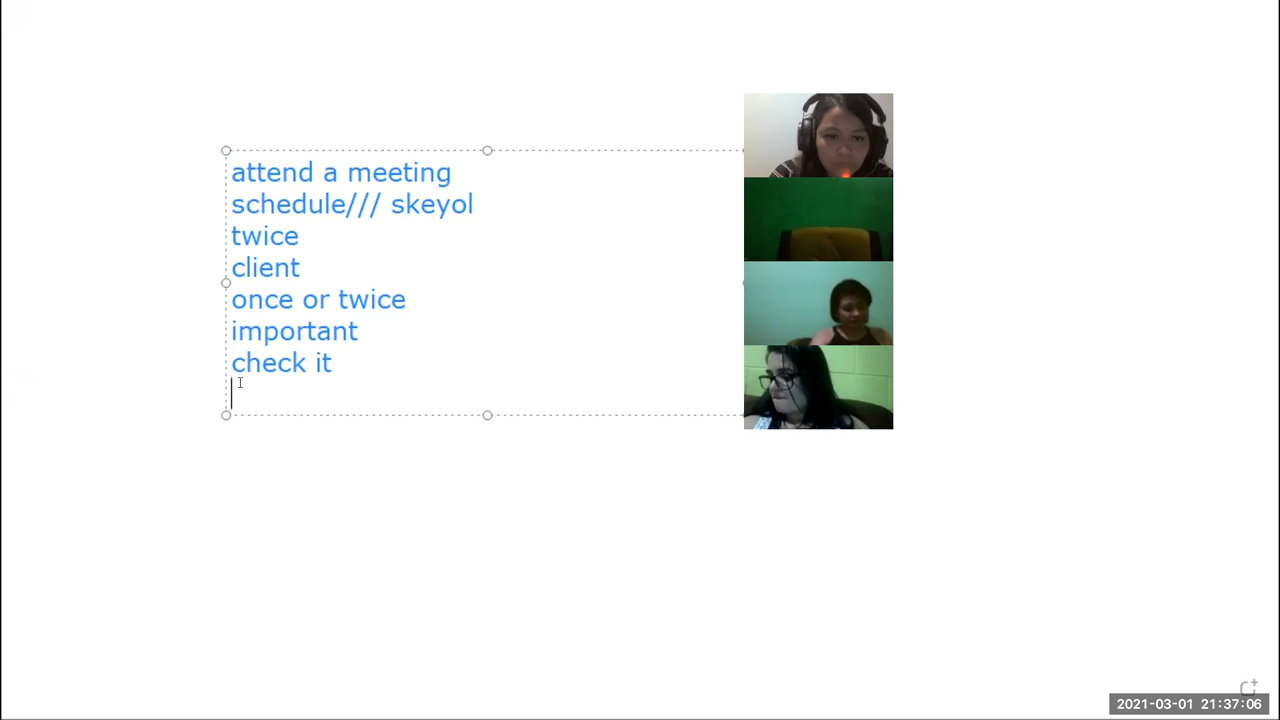 attend a meeting
schedule/// skeyol
twice
client
once or twice
important
check it
2021-03-01 21:37:06